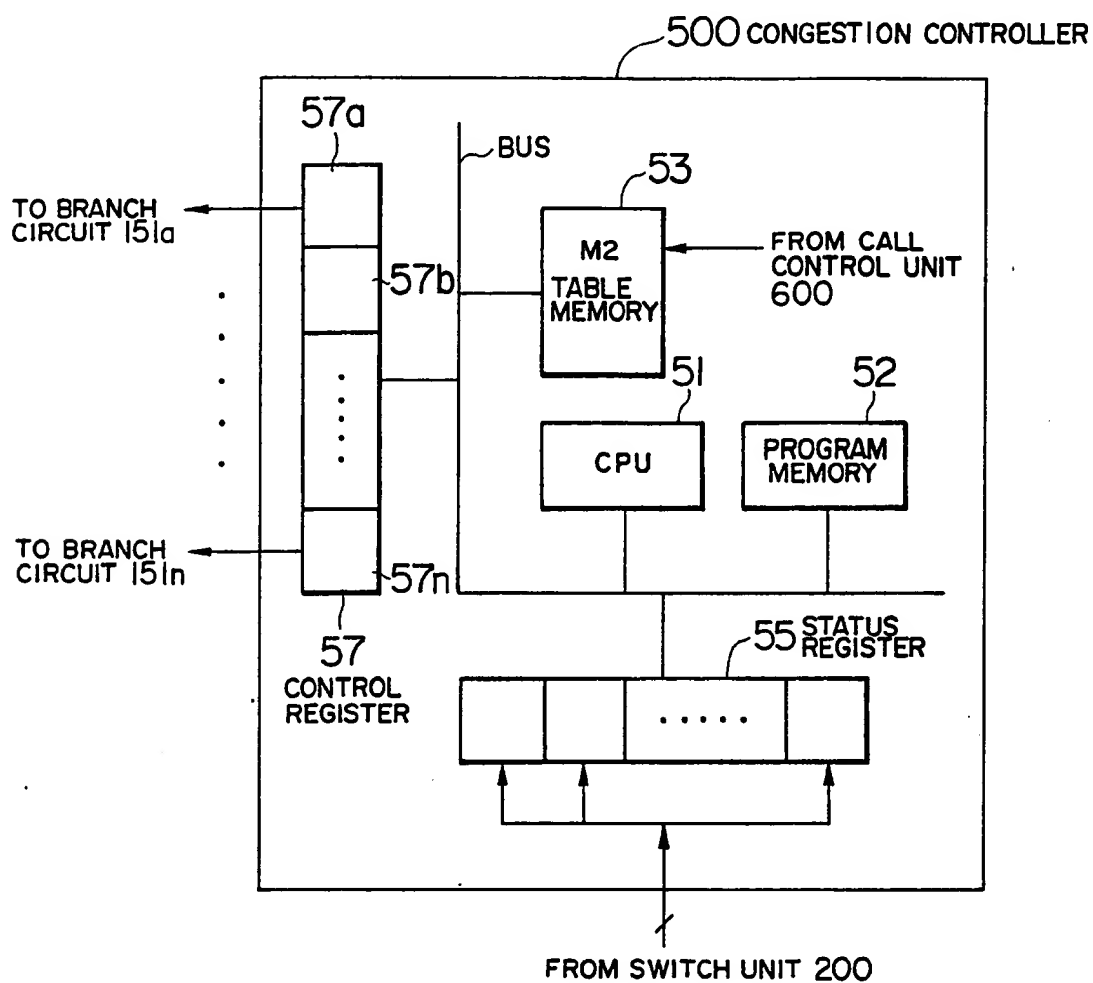 500 CONGESTION CONTROLLER
57a
BUS
53
TO BRANCH
CIRCUIT 151a
M2
TABLE
MEMORY
FROM CALL
CONTROL UNIT
600
57b
51
52
CPU
PROGRAM
MEMORY
TO BRANCH
CIRCUIT 151n
57n
57
CONTROL
REGISTER
55 STATUS
REGISTER
FROM SWITCH UNIT 200